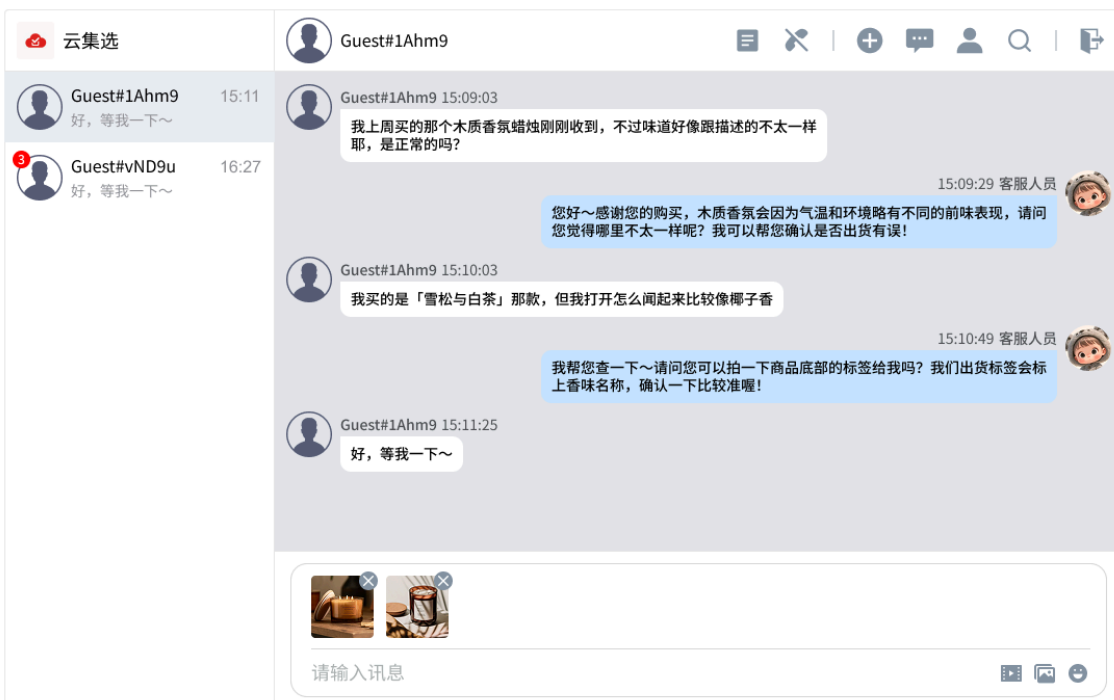 云集选
Guest#1Ahm9
Guest#1Ahm9 15:11
好，等我一下～
3
Guest#vND9u 16:27
好，等我一下～
Guest#1Ahm9 15:09:03
我上周买的那个木质香氛蜡烛刚刚收到，不过味道好像跟描述的不太一样
耶，是正常的吗？
15:09:29 客服人员
您好～感谢您的购买，木质香氛会因为气温和环境略有不同的前味表现，请问
您觉得哪里不太一样呢？我可以帮您确认是否出货有误！
Guest#1Ahm9 15:10:03
我买的是「雪松与白茶」那款，但我打开怎么闻起来比较像椰子香
15:10:49 客服人员
我帮您查一下～请问您可以拍一下商品底部的标签给我吗？我们出货标签会标
上香味名称，确认一下比较准喔！
Guest#1Ahm9 15:11:25
好，等我一下～
请输入讯息